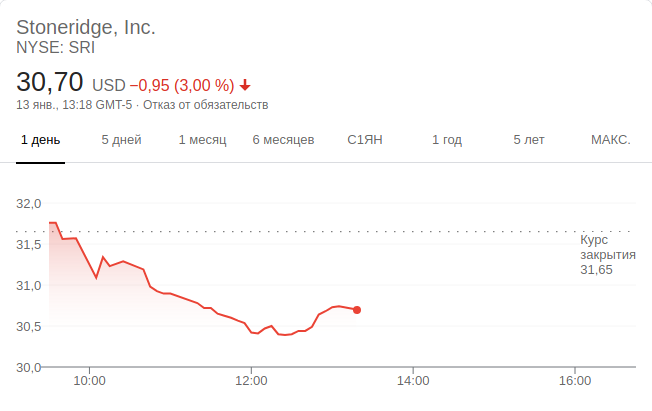 Stoneridge, Inc.
NYSE: SRI
30,70 USD −0,95 (3,00 %)
13 янв., 13:18 GMT-5 · Отказ от обязательств
1 день 5 дней 1 месяц 6 месяцев С1ЯН 1 год 5 лет МАКС.
32,0
31,5
31,0
30,5
30,0
Курс
закрытия
31,65
10:00 12:00 14:00 16:00